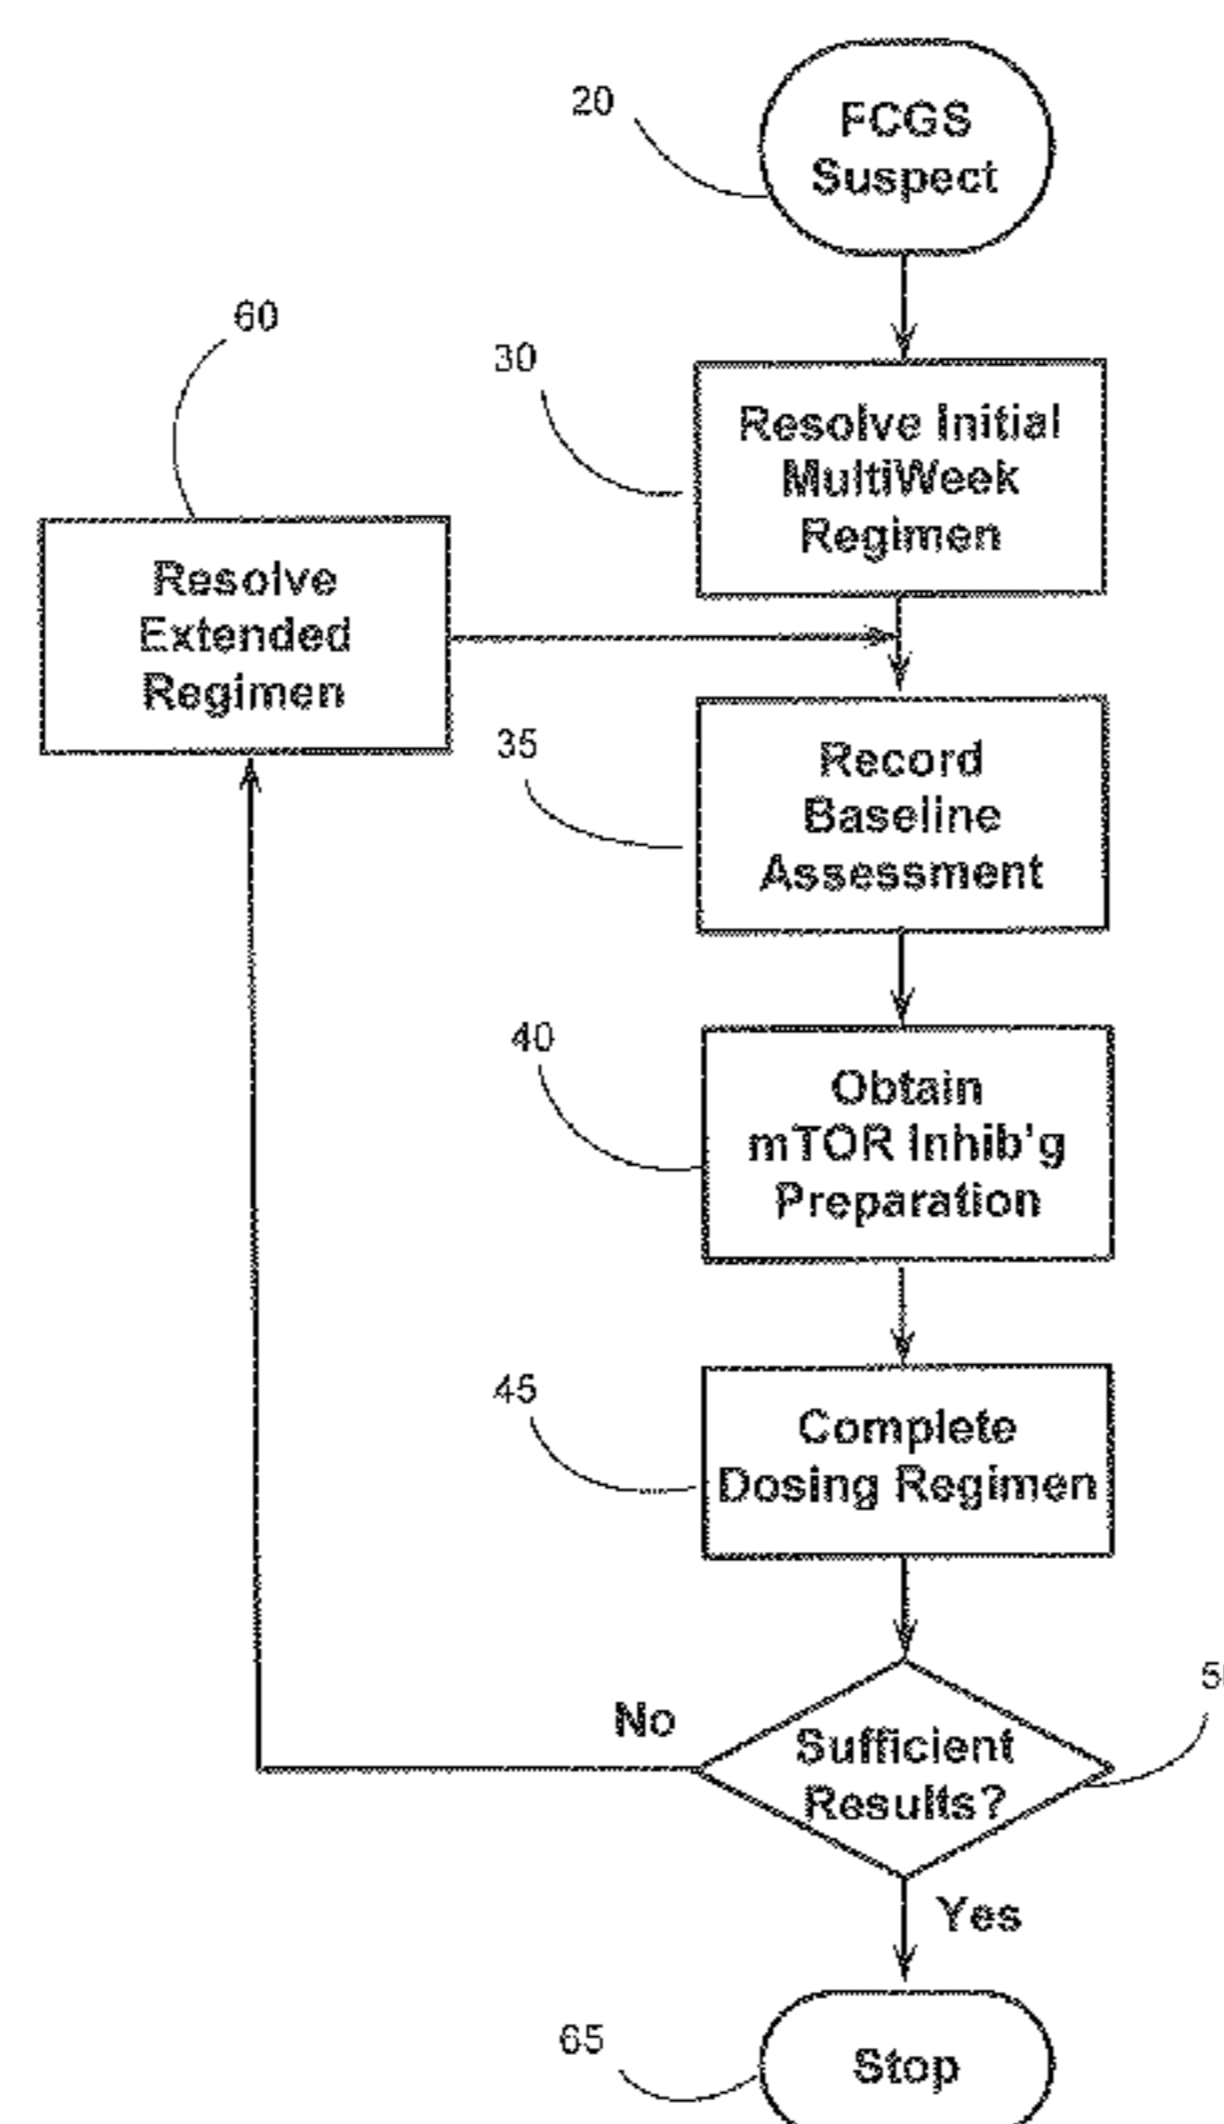 20
FCGS
Suspect
60
30
Resolve Initial
MultiWeek
Regimen
Resolve
Extended
Regimen
35
Record
Baseline
Assessment
40
Obtain
mTOR Inhib'g
Preparation
45
Complete
Dosing Regimen
No
Sufficient
Results?
Yes
65
Stop